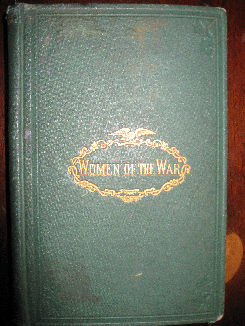 WOMEN OF THE WAR